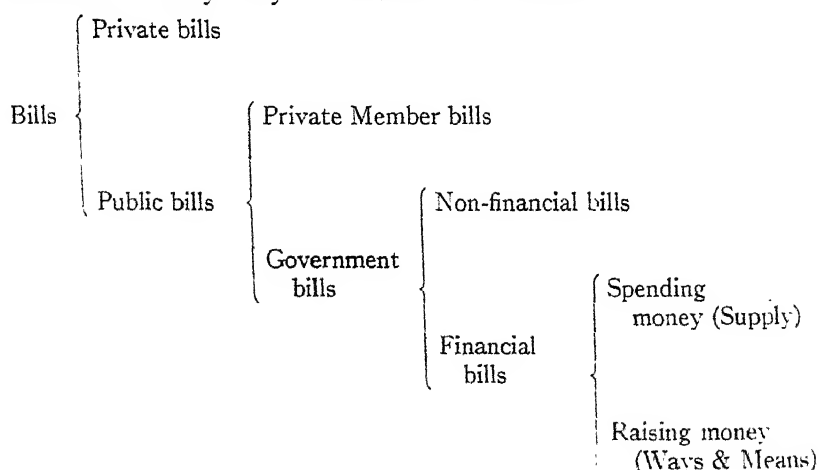 Private bills
Bills
Private Member bills
Public bills
Non-financial bills
Government
bills
Spending
money (Supply)
Financial
bills
Raising money
(Ways & Means)